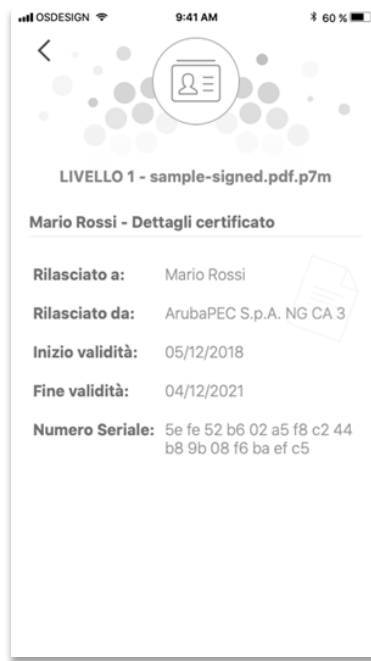 OSDESIGN 9:41 AM 60 %
LIVELLO 1 - sample-signed.pdf.p7m
Mario Rossi - Dettagli certificato
Rilasciato a: Mario Rossi
Rilasciato da: ArubaPEC S.p.A. NG CA 3
Inizio validità: 05/12/2018
Fine validità: 04/12/2021
Numero Seriale: 5e fe 52 b6 02 a5 f8 c2 44
b8 9b 08 f6 ba ef c5